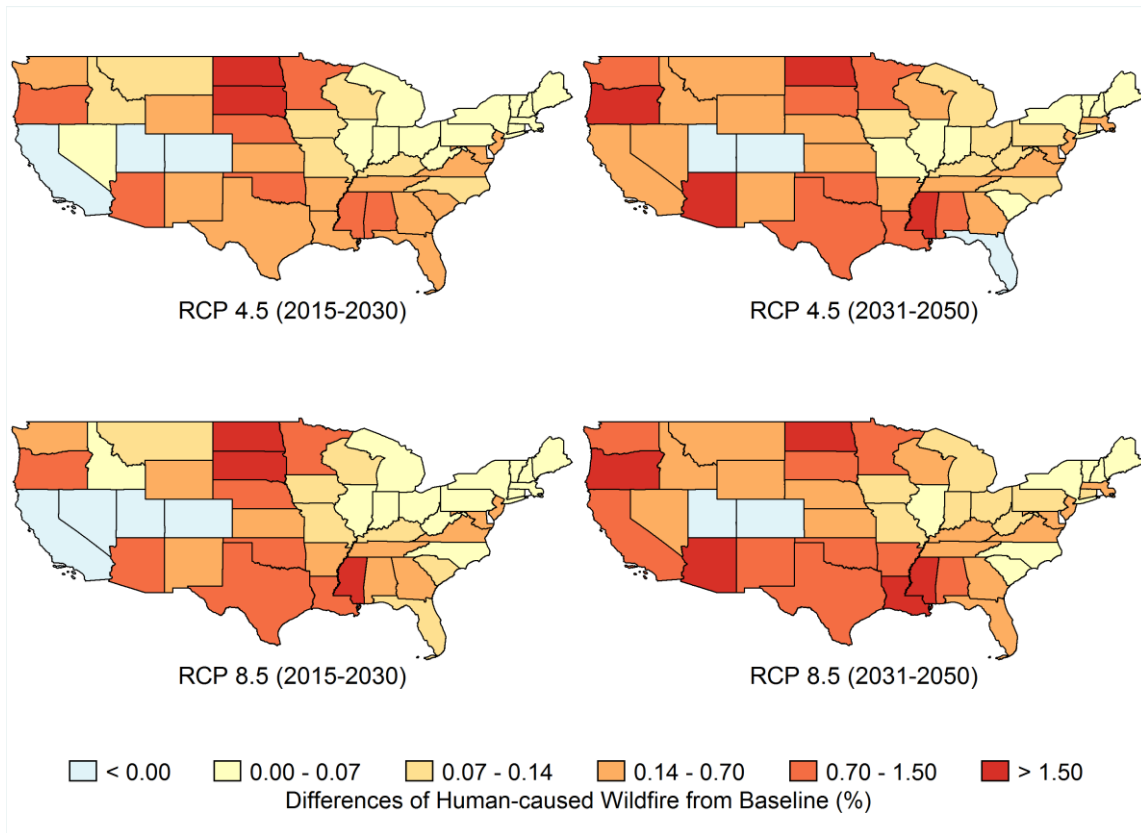 RCP 4.5 (2015-2030)
RCP 4.5 (2031-2050)
RCP 8.5 (2015-2030)
RCP 8.5 (2031-2050)
< 0.00
0.00 - 0.07
0.07 - 0.14
0.14 - 0.70
0.70 - 1.50
> 1.50
Differences of Human-caused Wildfire from Baseline (%)